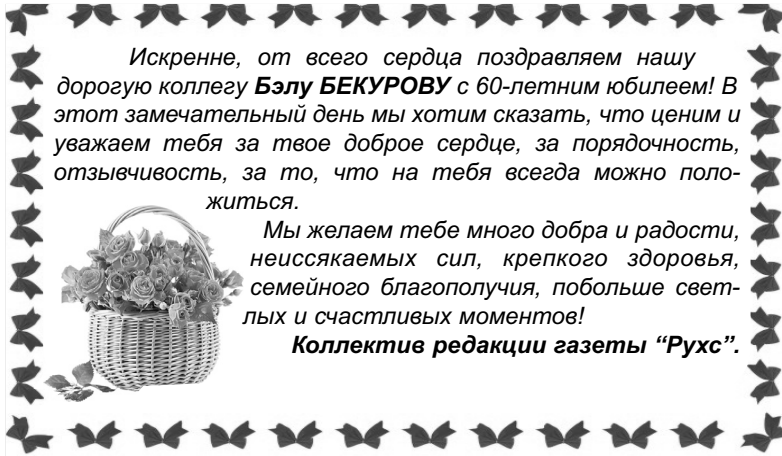 Искренне, от всего сердца поздравляем нашу
дорогую коллегу Бэлу БЕКУРОВУ с 60-летним юбилеем! В
этот замечательный день мы хотим сказать, что ценим и
уважаем тебя за твое доброе сердце, за порядочность,
отзывчивость, за то, что на тебя всегда можно поло-
житься.
Мы желаем тебе много добра и радости,
неиссякаемых сил, крепкого здоровья,
семейного благополучия, побольше свет-
лых и счастливых моментов!
Коллектив редакции газеты “Рухс”.